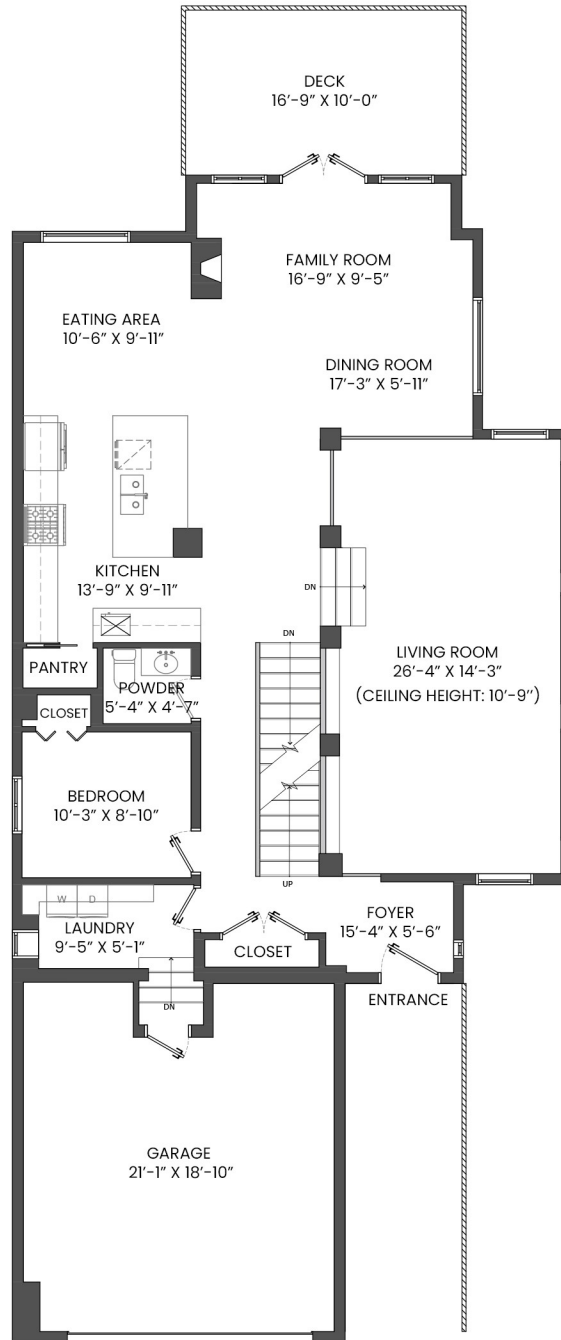 DECK
16'-9" X 10'-0"
FAMILY ROOM
16'-9" X 9'-5"
EATING AREA
10'-6" X 9'-11"
DINING ROOM
17'-3" X 5'-11"
KITCHEN
13'-9" X 9'-11"
DN
DN
LIVING ROOM
26'-4" X 14'-3"
(CEILING HEIGHT: 10'-9")
PANTRY
POWDER
5'-4" X 4'-7"
CLOSET
BEDROOM
10'-3" X 8'-10"
UP
W D
LAUNDRY
9'-5" X 5'-1"
FOYER
15'-4" X 5'-6"
CLOSET
DN
ENTRANCE
GARAGE
21'-1" X 18'-10"